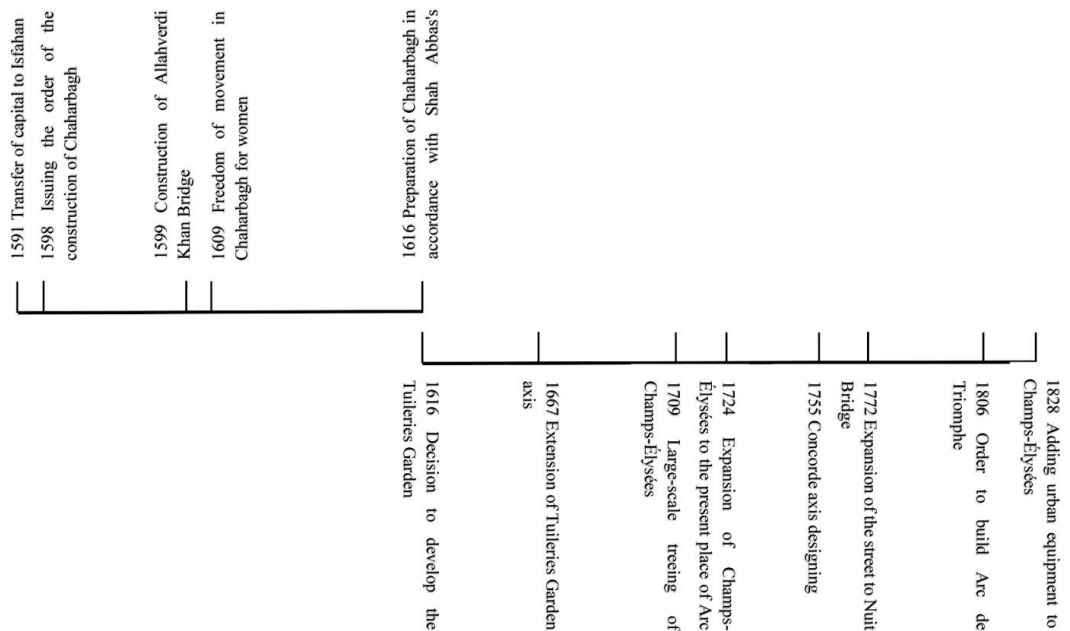 1591 Transfer of capital to Isfahan
1598 Issuing the order of the
construction of Chaharbagh
1599 Construction of Allahverdi
Khan Bridge
1609 Freedom of movement in
Chaharbagh for women
1616 Preparation of Chaharbagh in
accordance with Shah Abbas's
1616 Decision to develop the
Tuileries Garden
1667 Extension of Tuileries Garden
axis
1709 Large-scale treeing of
Champs-Élysées
1724 Expansion of Champs-
Élysées to the present place of Arc
1755 Concorde axis designing
1772 Expansion of the street to Nuit
Bridge
1806 Order to build Arc de
Triomphe
1828 Adding urban equipment to
Champs-Élysées